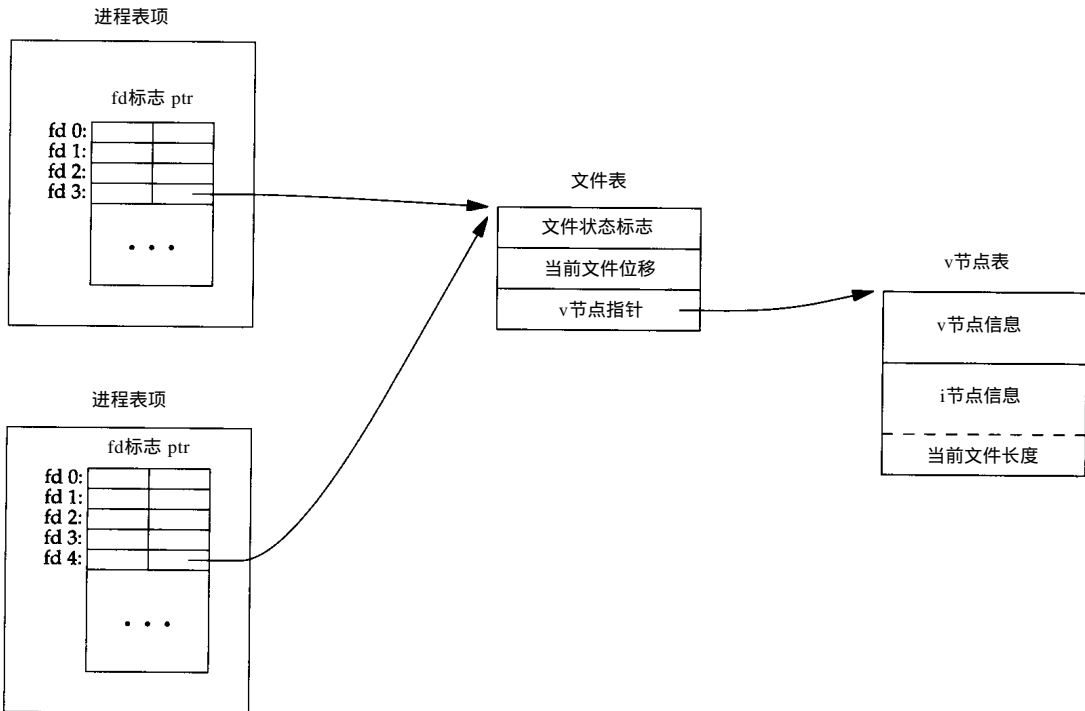 进程表项
fd标志 ptr
fd 0:
fd 1:
fd 2:
fd 3:
• • •
文件表
文件状态标志
当前文件位移
v节点指针
v节点表
v节点信息
i节点信息
当前文件长度
进程表项
fd标志 ptr
fd 0:
fd 1:
fd 2:
fd 3:
fd 4:
• • •